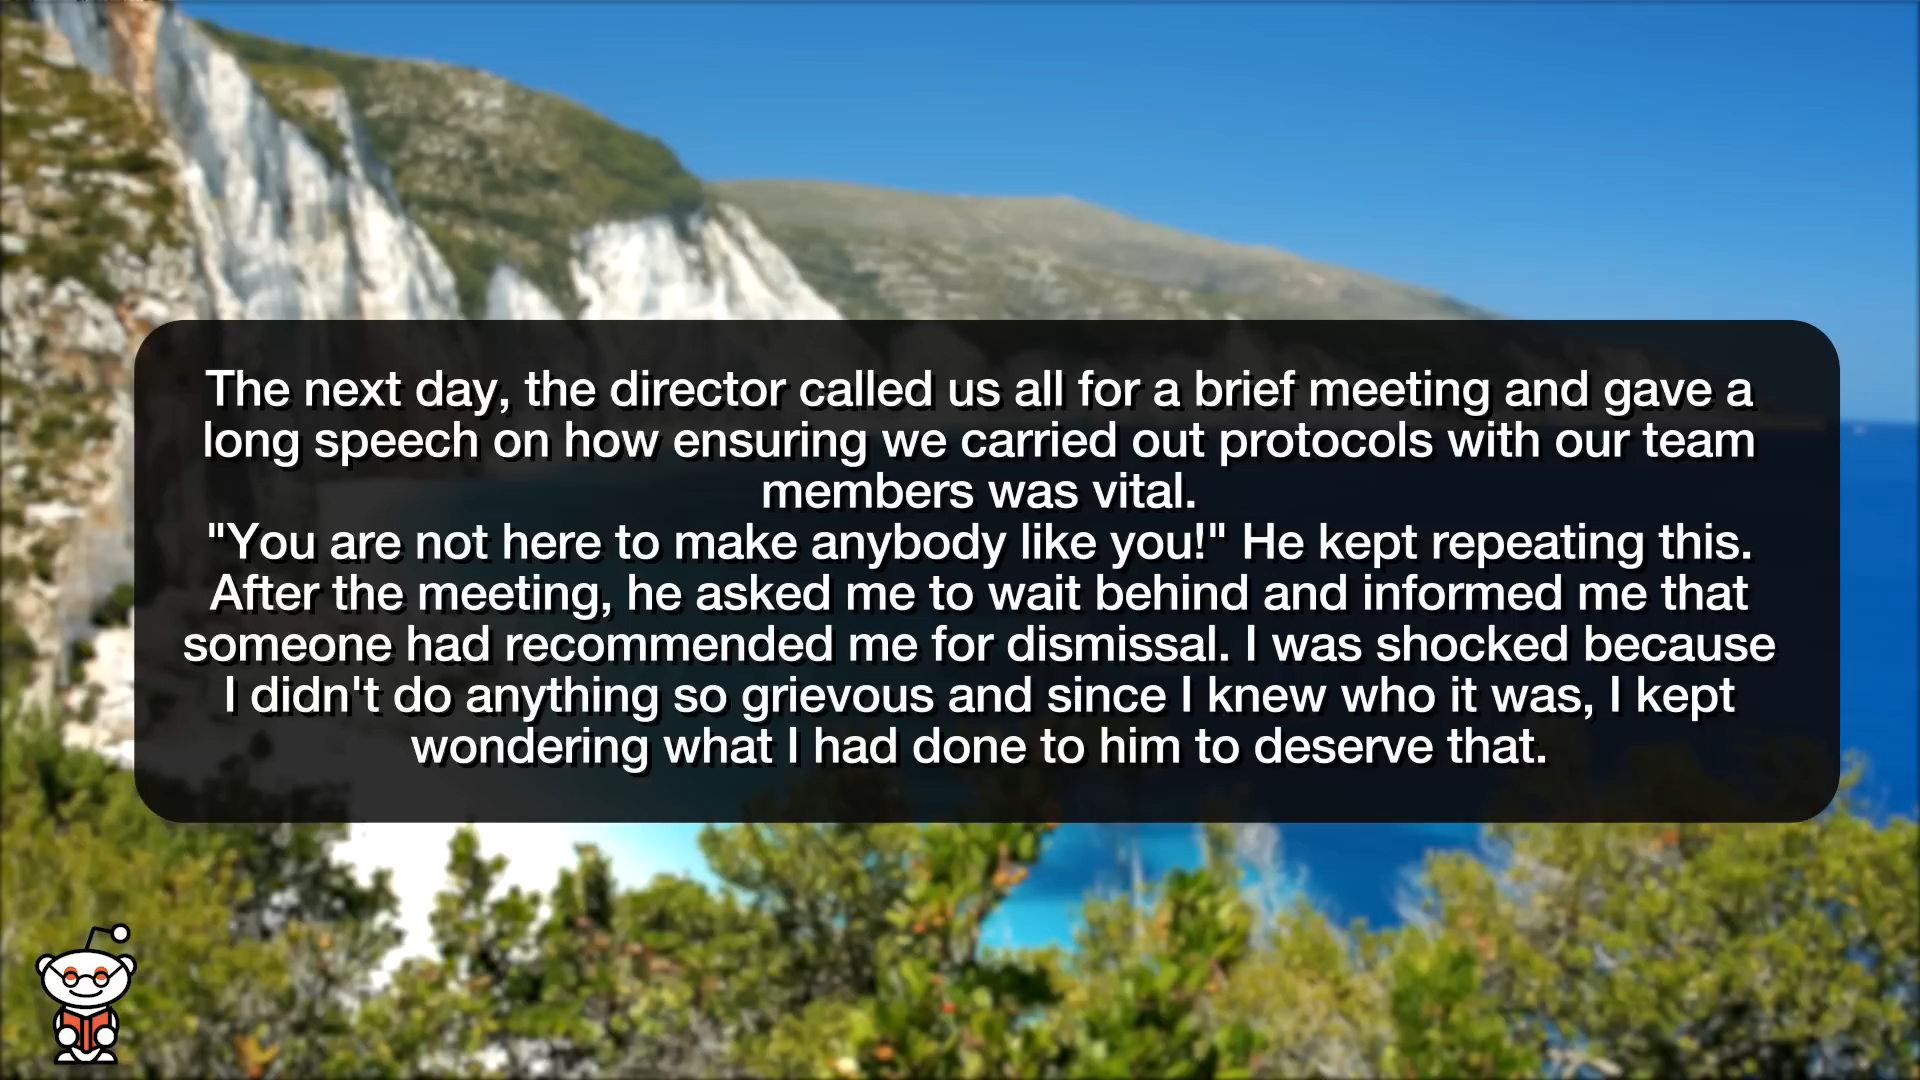 The next day, the director called us all for a brief meeting and gave a
long speech on how ensuring we carried out protocols with our team
members was vital.
"You are not here to make anybody like you!" He kept repeating this.
After the meeting, he asked me to wait behind and informed me that
someone had recommended me for dismissal. I was shocked because
I didn't do anything so grievous and since I knew who it was, I kept
wondering what I had done to him to deserve that.